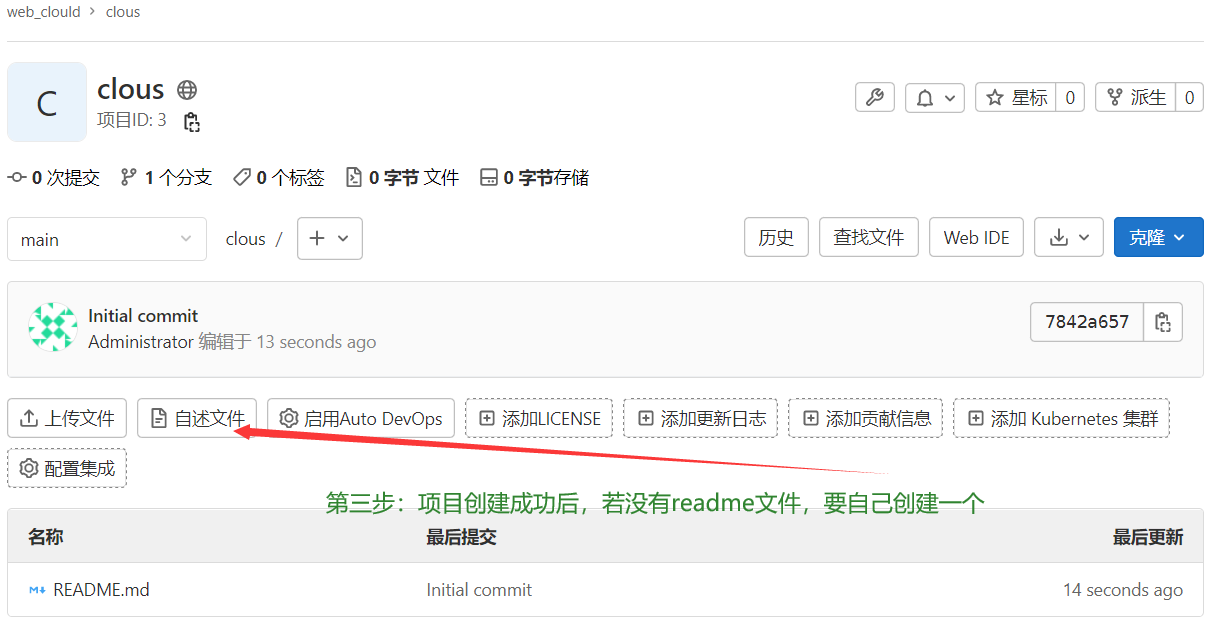 web_clould › clous
C
clous
项目ID: 3
星标 0
派生 0
0 次提交 1 个分支 0 个标签 0 字节 文件 0 字节存储
main clous / 历史 查找文件 Web IDE 克隆
Initial commit
Administrator 编辑于 13 seconds ago
7842a657
上传文件 自述文件 启用Auto DevOps 添加LICENSE 添加更新日志 添加贡献信息 添加 Kubernetes 集群
配置集成
第三步：项目创建成功后，若没有readme文件，要自己创建一个
名称 最后提交 最后更新
README.md Initial commit 14 seconds ago